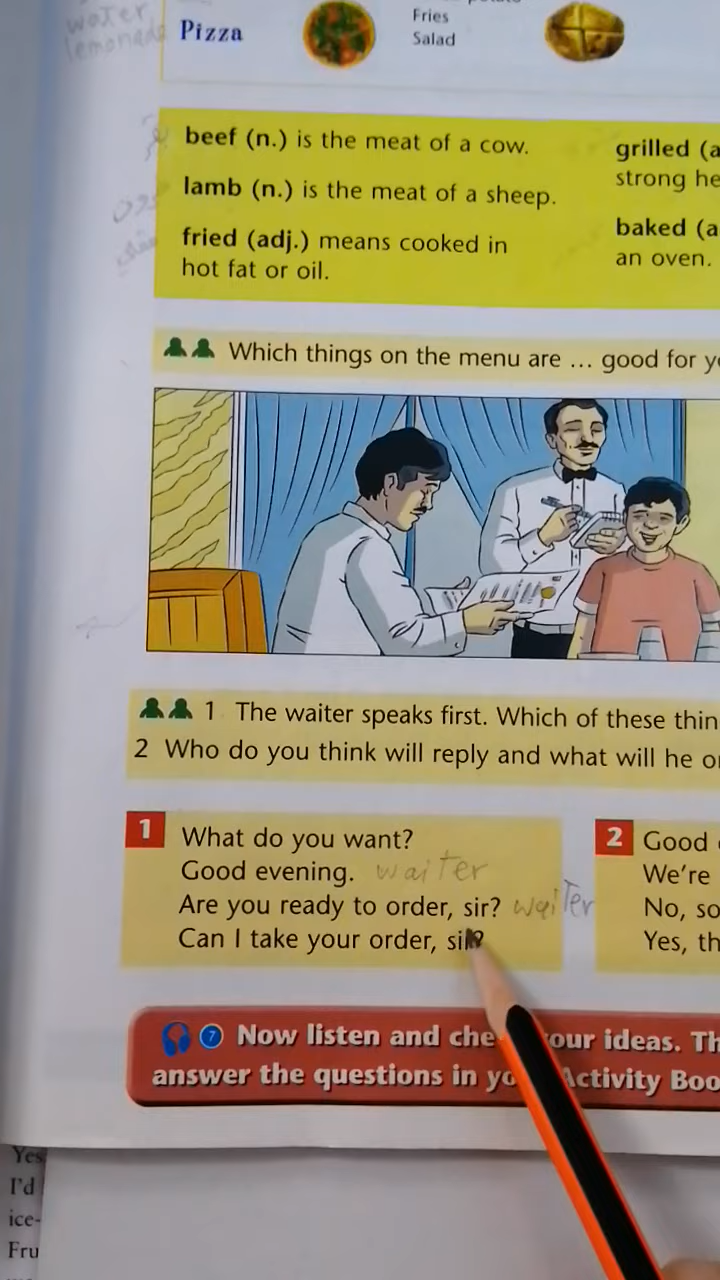 water
lemonade
Pizza
Fries
Salad
beef (n.) is the meat of a cow.
lamb (n.) is the meat of a sheep.
fried (adj.) means cooked in
hot fat or oil.
grilled (a
strong he
baked (a
an oven.
Which things on the menu are ... good for y
1 The waiter speaks first. Which of these thin
2 Who do you think will reply and what will he o
1 What do you want?
Good evening. waiter
Are you ready to order, sir? waiter
Can I take your order, sir?
2 Good
We're
No, so
Yes, th
7 Now listen and che our ideas. Th
answer the questions in yo Activity Boo
Yes
I'd
ice-
Fru